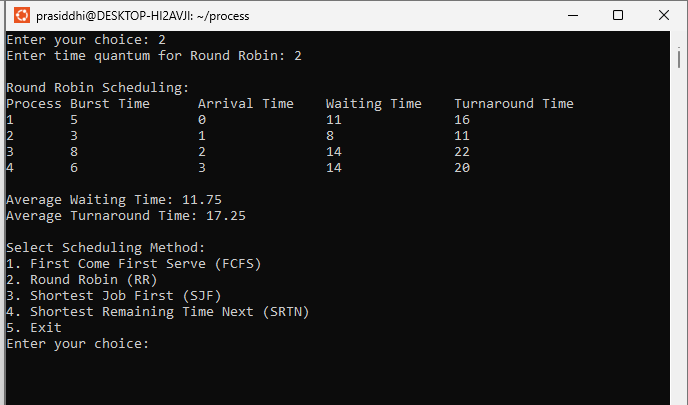 prasiddhi@DESKTOP-HI2AVJI: ~/process
Enter your choice: 2
Enter time quantum for Round Robin: 2
Round Robin Scheduling:
Process Burst Time      Arrival Time    Waiting Time    Turnaround Time
1       5               0               11              16
2       3               1               8               11
3       8               2               14              22
4       6               3               14              20
Average Waiting Time: 11.75
Average Turnaround Time: 17.25
Select Scheduling Method:
1. First Come First Serve (FCFS)
2. Round Robin (RR)
3. Shortest Job First (SJF)
4. Shortest Remaining Time Next (SRTN)
5. Exit
Enter your choice: